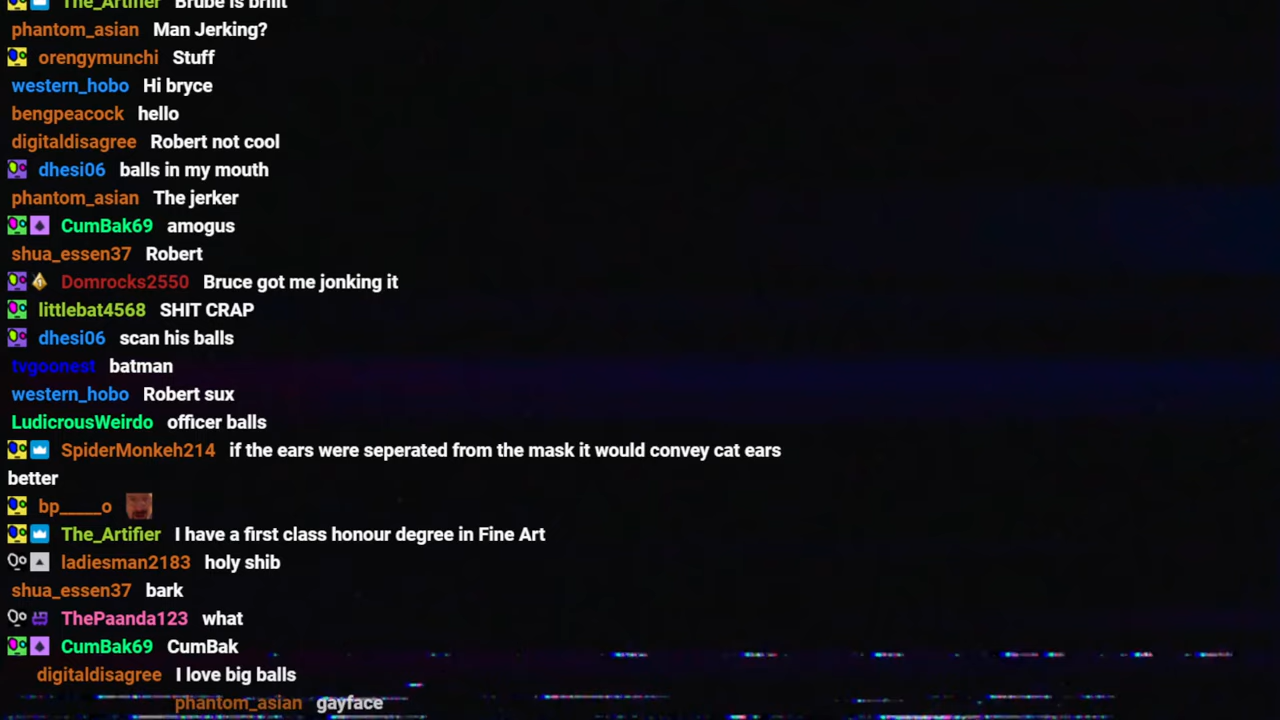 The_Artifier Brube is brillt
phantom_asian Man Jerking?
orengymunchi Stuff
western_hobo Hi bryce
bengpeacock hello
digitaldisagree Robert not cool
dhesi06 balls in my mouth
phantom_asian The jerker
CumBak69 amogus
shua_essen37 Robert
Domrocks2550 Bruce got me jonking it
littlebat4568 SHIT CRAP
dhesi06 scan his balls
tvgoonest batman
western_hobo Robert sux
LudicrousWeirdo officer balls
SpiderMonkeh214 if the ears were seperated from the mask it would convey cat ears
better
bp_____o
The_Artifier I have a first class honour degree in Fine Art
ladiesman2183 holy shib
shua_essen37 bark
ThePaanda123 what
CumBak69 CumBak
digitaldisagree I love big balls
phantom_asian gayface